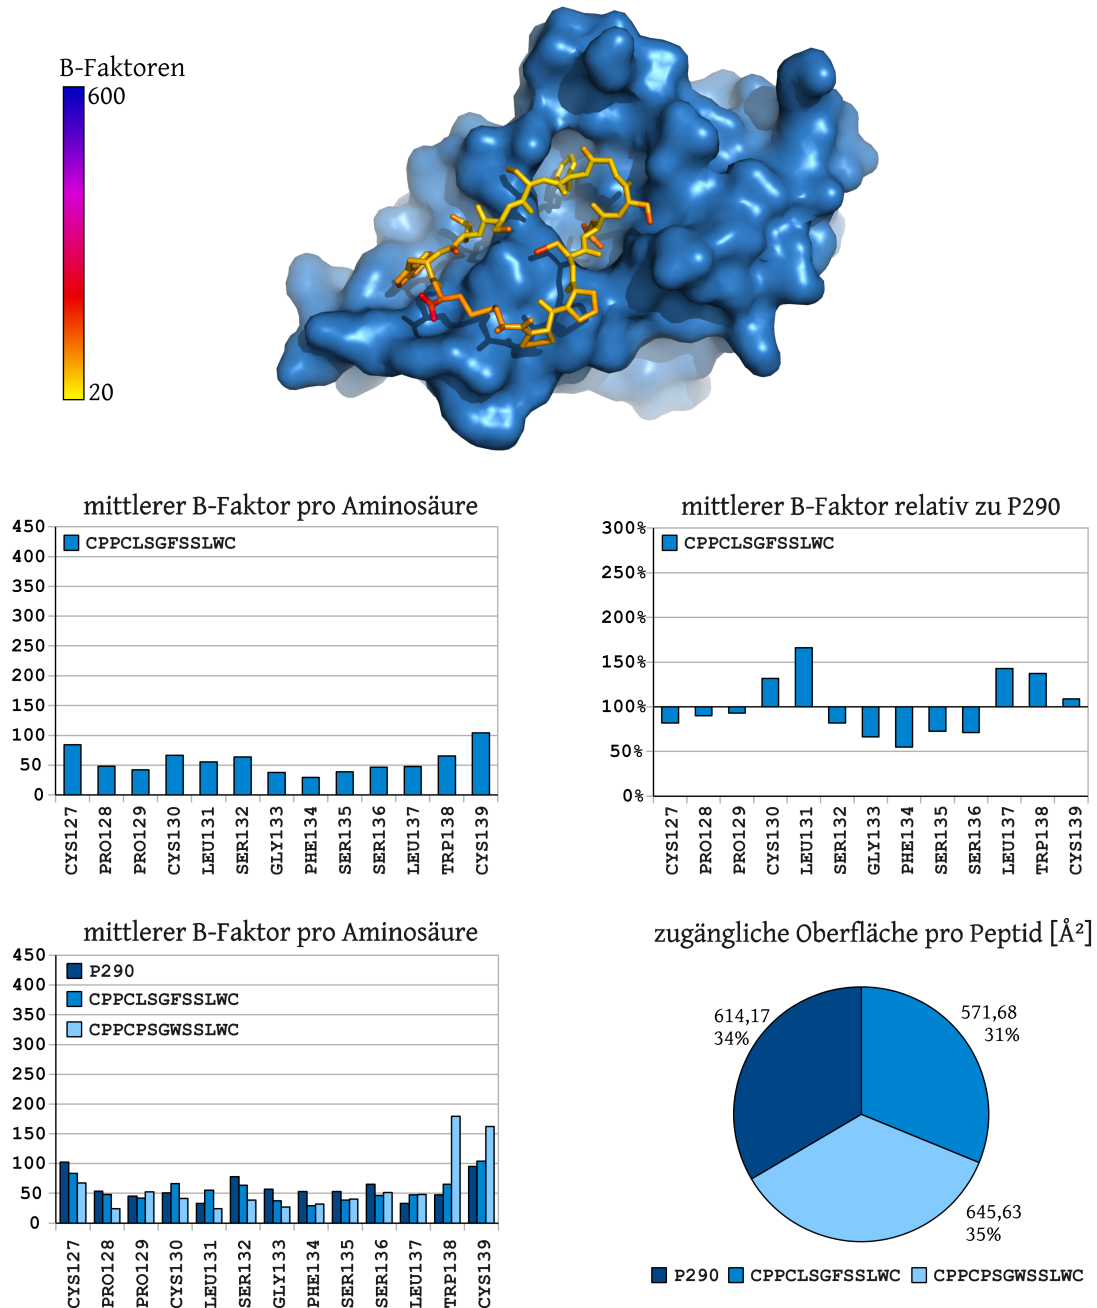 B-Faktoren
600
20
mittlerer B-Faktor pro Aminosäure
450
400
350
300
250
200
150
100
50
0
CPPCLSGFSSLWC
CYS127
PRO128
PRO129
CYS130
LEU131
SER132
GLY133
PHE134
SER135
SER136
LEU137
TRP138
CYS139
mittlerer B-Faktor relativ zu P290
300%
250%
200%
150%
100%
50%
0%
CPPCLSGFSSLWC
CYS127
PRO128
PRO129
CYS130
LEU131
SER132
GLY133
PHE134
SER135
SER136
LEU137
TRP138
CYS139
mittlerer B-Faktor pro Aminosäure
450
400
350
300
250
200
150
100
50
0
P290
CPPCLSGFSSLWC
CPPCPSGWSSLWC
CYS127
PRO128
PRO129
CYS130
LEU131
SER132
GLY133
PHE134
SER135
SER136
LEU137
TRP138
CYS139
zugängliche Oberfläche pro Peptid [Å²]
614,17
34%
571,68
31%
645,63
35%
P290 CPPCLSGFSSLWC CPPCPSGWSSLWC